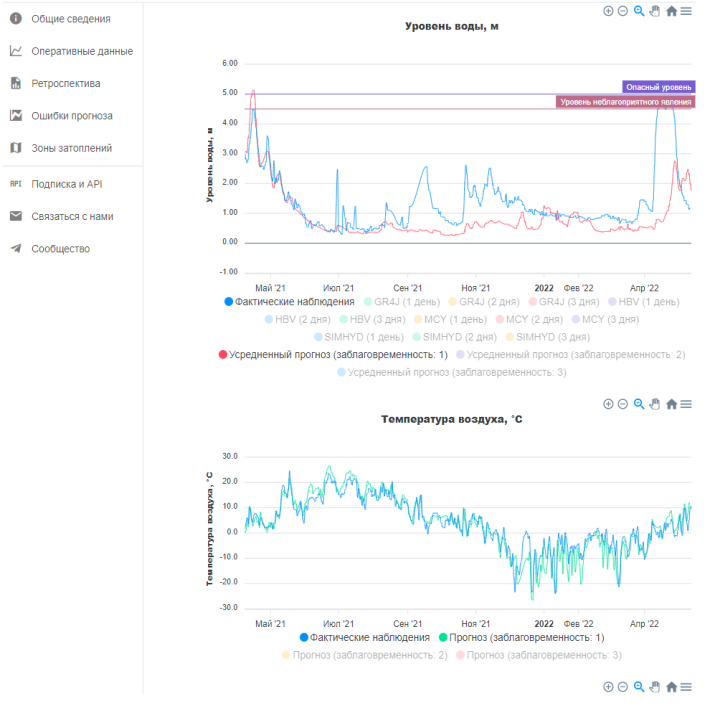 Общие сведения
Оперативные данные
Ретроспектива
Ошибки прогноза
Зоны затоплений
API Подписка и API
Связаться с нами
Сообщество
Уровень воды, м
6.00
Опасный уровень
5.00
Уровень неблагоприятного явления
4.00
3.00
2.00
1.00
0.00
-1.00
Уровень воды, м
Май '21 Июл '21 Сен '21 Ноя '21 2022 Фев '22 Апр '22
Фактические наблюдения GR4J (1 день) GR4J (2 дня) GR4J (3 дня) HBV (1 день)
HBV (2 дня) HBV (3 дня) MCY (1 день) MCY (2 дня) MCY (3 дня)
SIMHYD (1 день) SIMHYD (2 дня) SIMHYD (3 дня)
Усредненный прогноз (заблаговременность: 1) Усредненный прогноз (заблаговременность: 2)
Усредненный прогноз (заблаговременность: 3)
Температура воздуха, °C
30.0
20.0
10.0
0.0
-10.0
-20.0
-30.0
Температура воздуха, °C
Май '21 Июл '21 Сен '21 Ноя '21 2022 Фев '22 Апр '22
Фактические наблюдения Прогноз (заблаговременность: 1)
Прогноз (заблаговременность: 2) Прогноз (заблаговременность: 3)